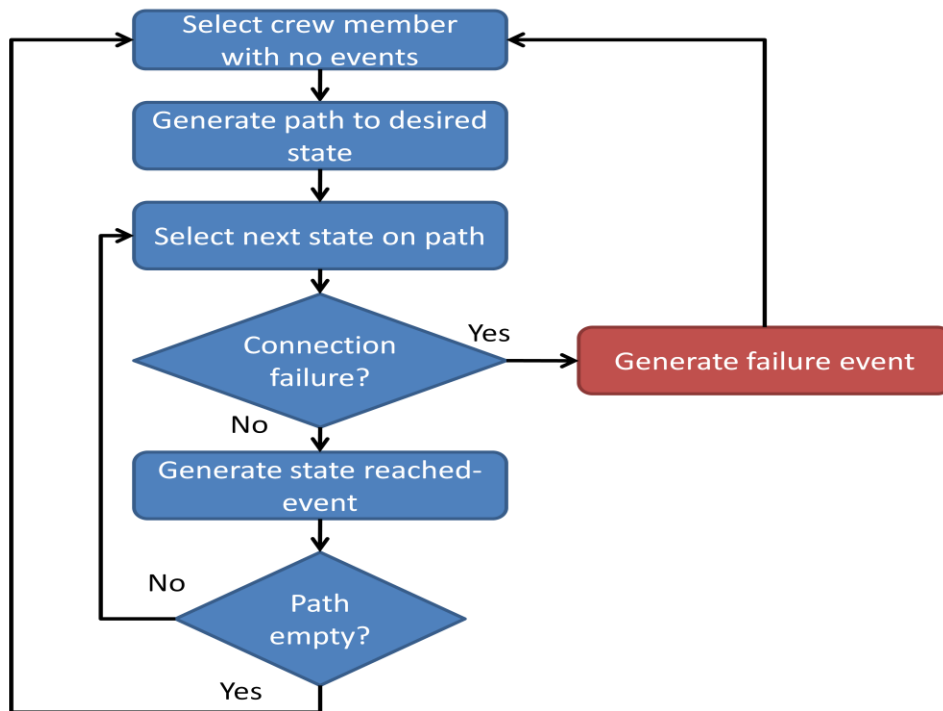 Select crew member
with no events
Generate path to desired
state
Select next state on path
Connection
failure?
Yes
Generate failure event
No
Generate state reached-
event
No
Path
empty?
Yes